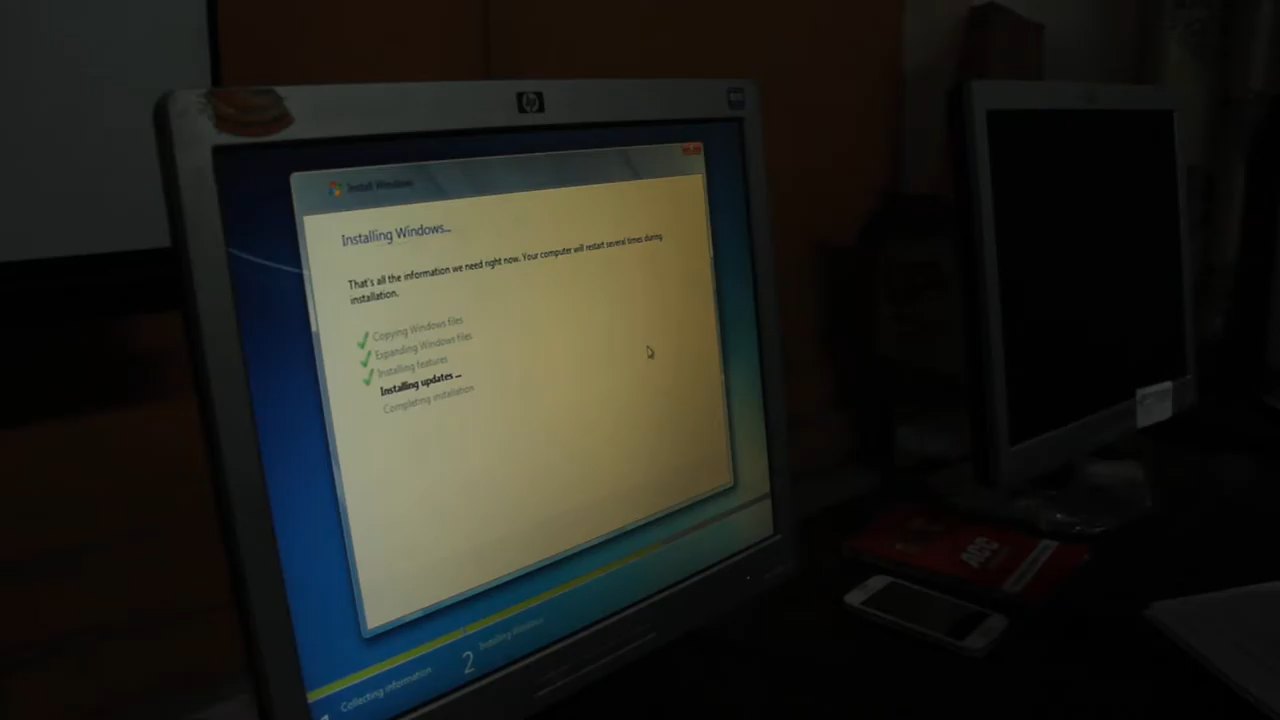 hp
Install Windows
Installing Windows...
That's all the information we need right now. Your computer will restart several times during
installation.
Copying Windows files
Expanding Windows files
Installing features
Installing updates ...
Completing installation
Collecting information
2 Installing Windows